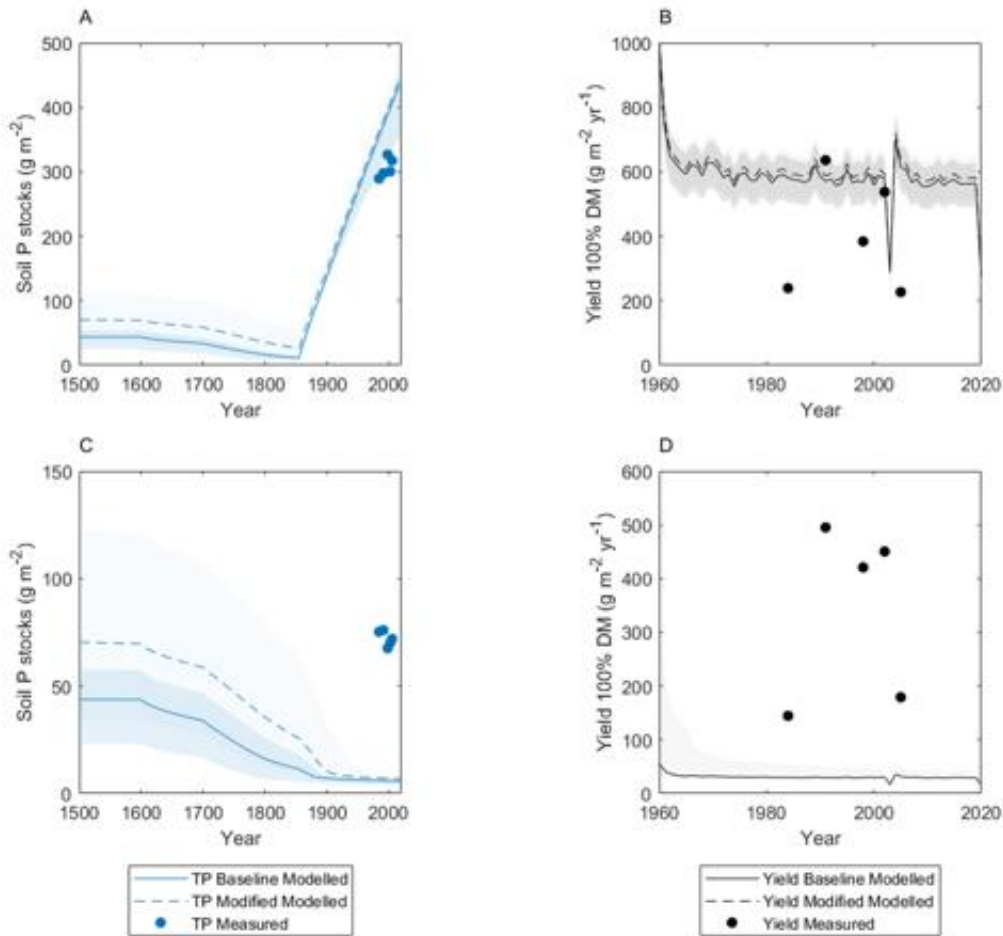 A
Soil P stocks (g m⁻²)
500
400
300
200
100
0
1500 1600 1700 1800 1900 2000
Year
B
Yield 100% DM (g m⁻² yr⁻¹)
1000
800
600
400
200
0
1960 1980 2000 2020
Year
C
Soil P stocks (g m⁻²)
150
100
50
0
1500 1600 1700 1800 1900 2000
Year
D
Yield 100% DM (g m⁻² yr⁻¹)
600
500
400
300
200
100
0
1960 1980 2000 2020
Year
TP Baseline Modelled
TP Modified Modelled
TP Measured
Yield Baseline Modelled
Yield Modified Modelled
Yield Measured